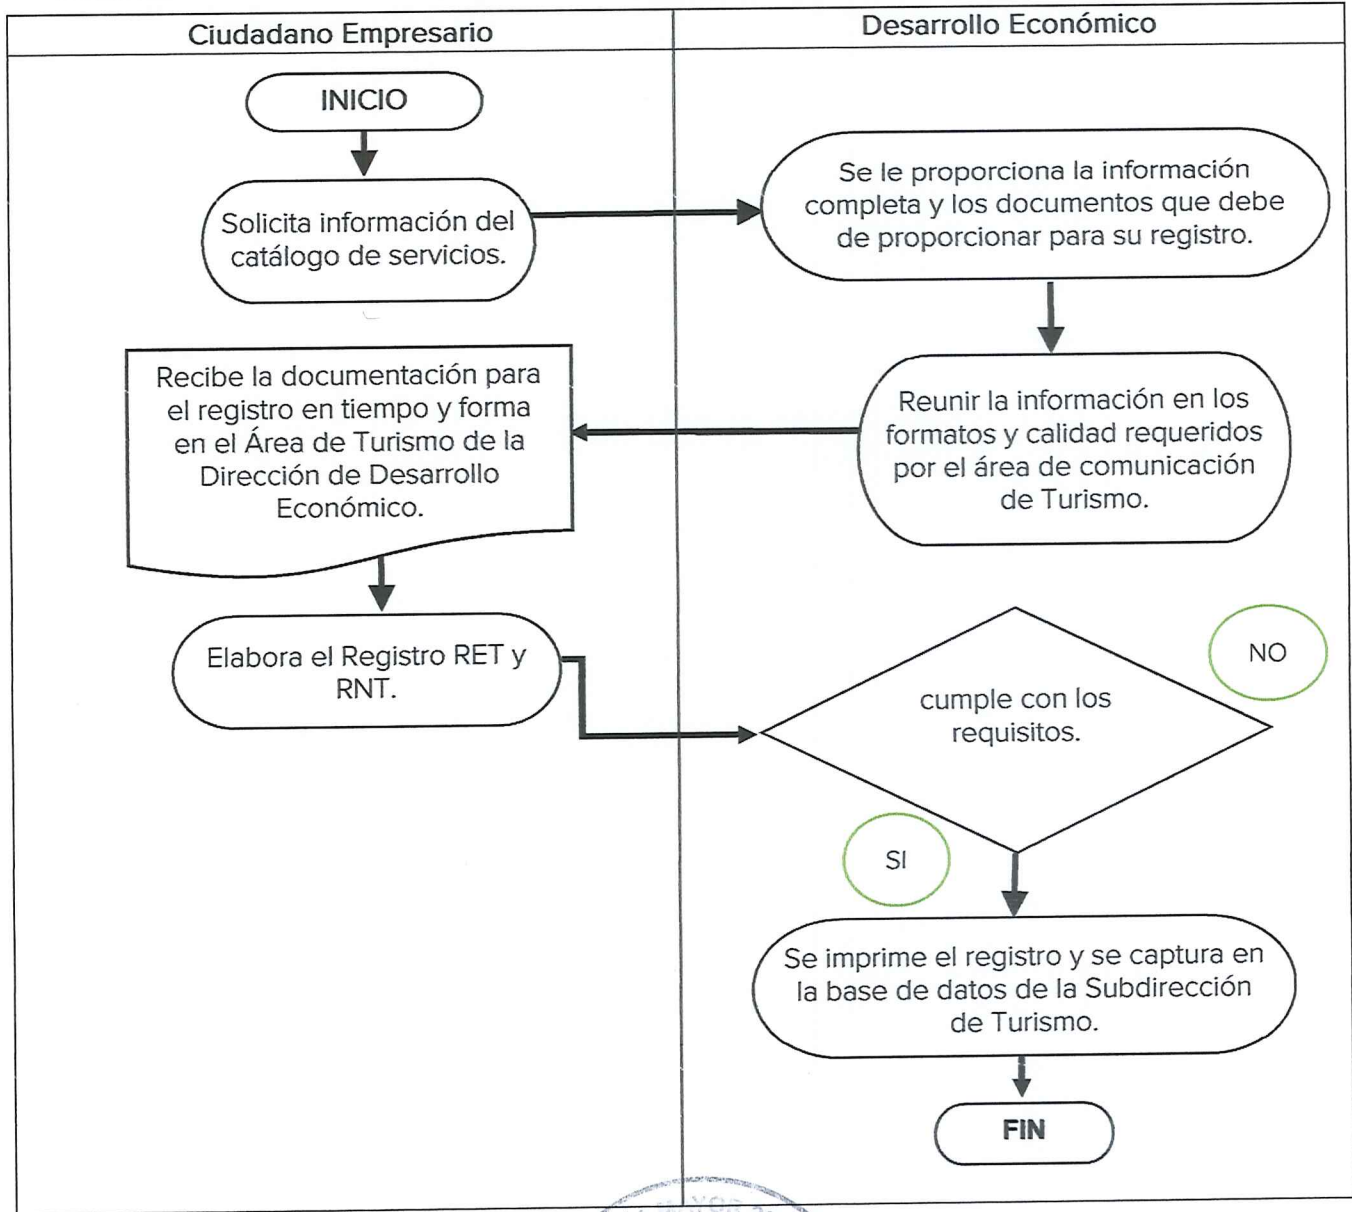 Ciudadano Empresario
Desarrollo Económico
INICIO
Solicita información del
catálogo de servicios.
Se le proporciona la información
completa y los documentos que debe
de proporcionar para su registro.
Reunir la información en los
formatos y calidad requeridos
por el área de comunicación
de Turismo.
Recibe la documentación para
el registro en tiempo y forma
en el Área de Turismo de la
Dirección de Desarrollo
Económico.
Elabora el Registro RET y
RNT.
cumple con los
requisitos.
NO
SI
Se imprime el registro y se captura en
la base de datos de la Subdirección
de Turismo.
FIN